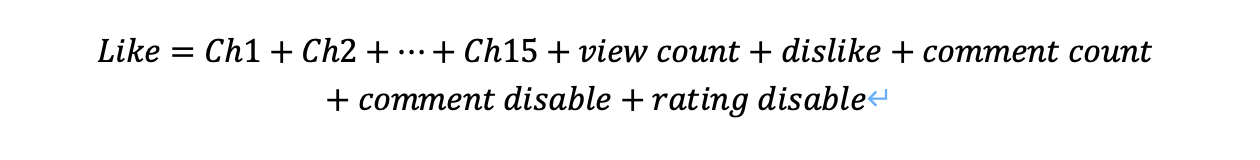 Like = Ch1 + Ch2 + ⋯ + Ch15 + view count + dislike + comment count
+ comment disable + rating disable↵